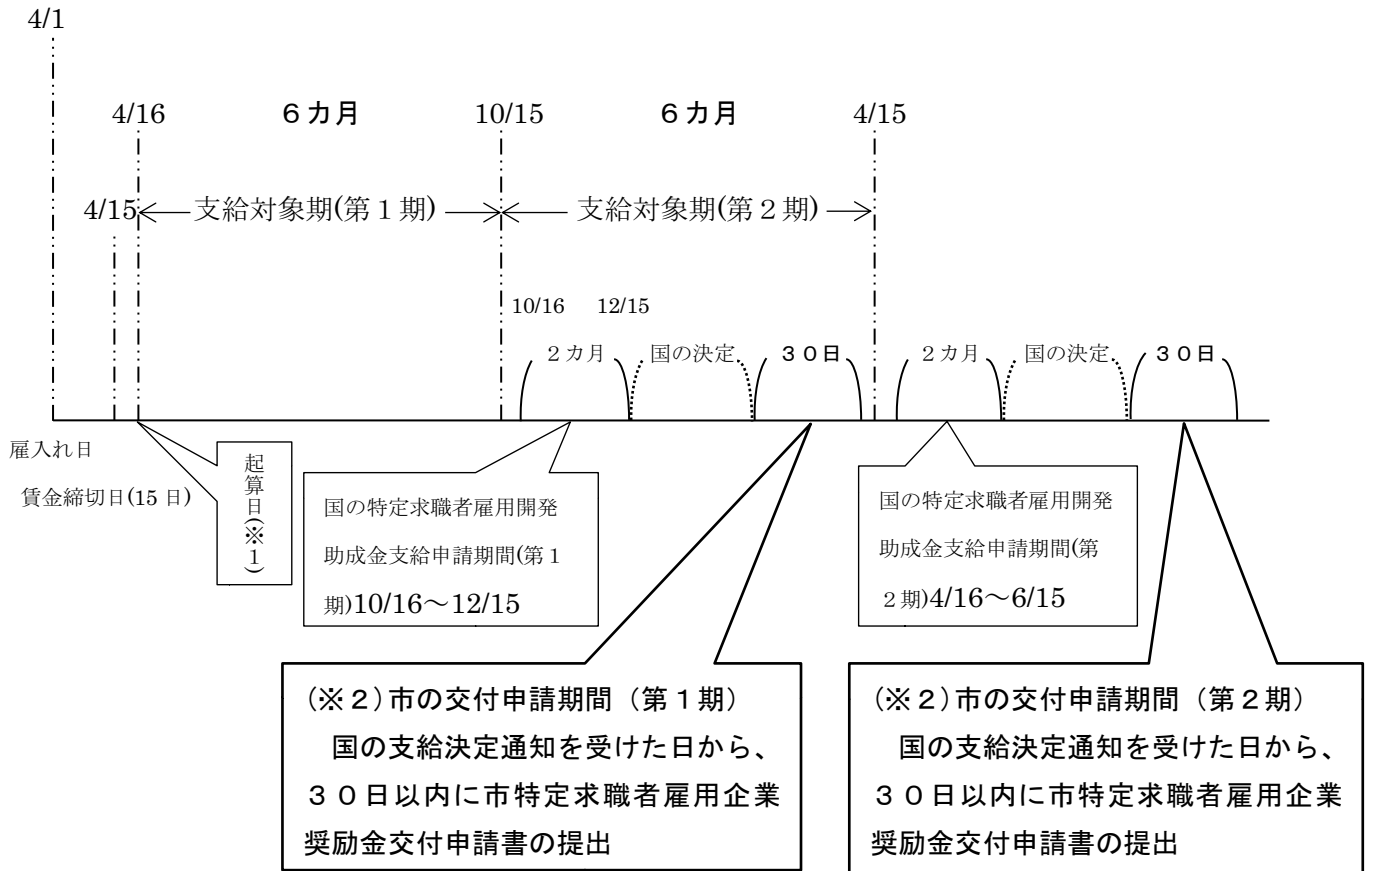 4/1
4/16 ６カ月 10/15 ６カ月 4/15
4/15 支給対象期(第１期) 支給対象期(第２期)
10/16 12/15
２カ月 国の決定 ３０日 ２カ月 国の決定 ３０日
雇入れ日
賃金締切日(15 日)
起算日(※１)
国の特定求職者雇用開発
助成金支給申請期間(第１
期)10/16～12/15
国の特定求職者雇用開発
助成金支給申請期間(第
２期)4/16～6/15
(※２)市の交付申請期間（第１期）
国の支給決定通知を受けた日から、
３０日以内に市特定求職者雇用企業
奨励金交付申請書の提出
(※２)市の交付申請期間（第２期）
国の支給決定通知を受けた日から、
３０日以内に市特定求職者雇用企業
奨励金交付申請書の提出